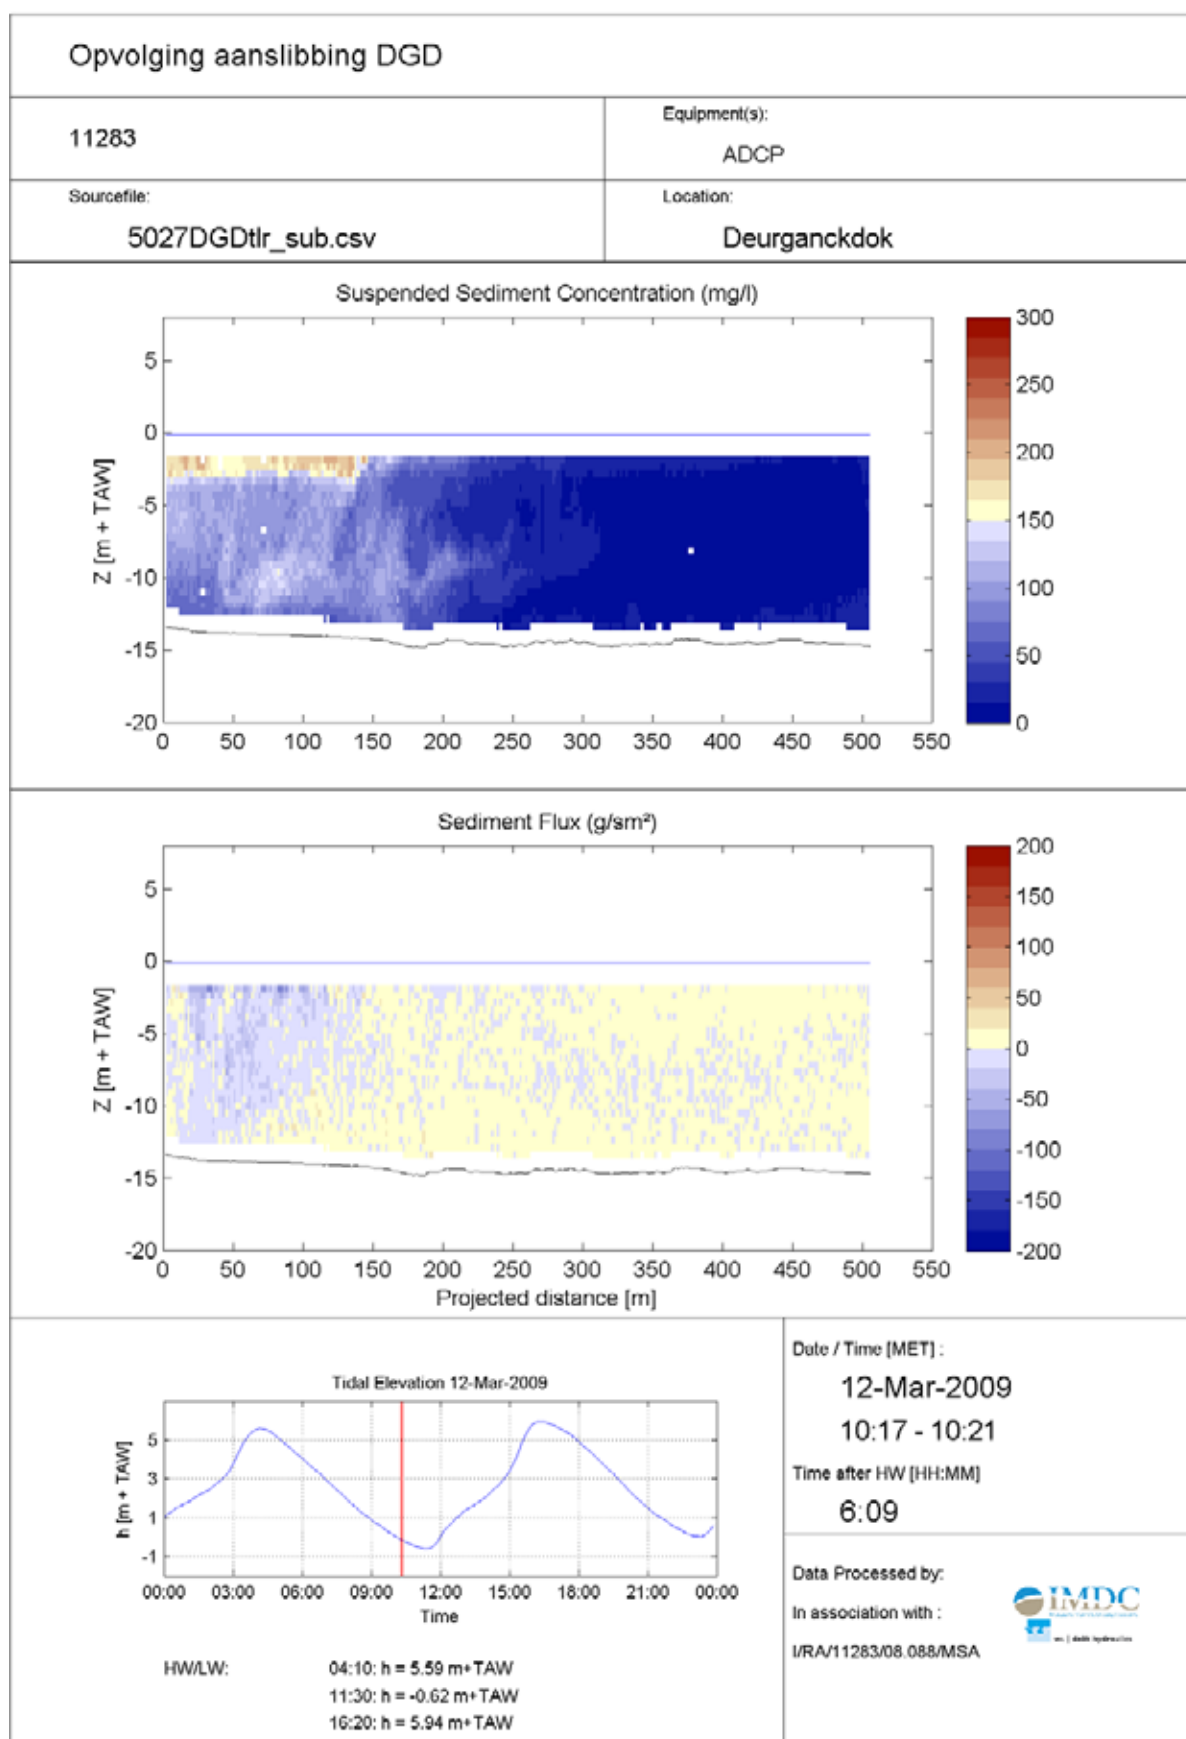 Opvolging aanslibbing DGD
11283
Equipment(s):
ADCP
Sourcefile:
5027DGDtlr_sub.csv
Location:
Deurganckdok
Suspended Sediment Concentration (mg/l)
Z [m + TAW]
5
0
-5
-10
-15
-20
0 50 100 150 200 250 300 350 400 450 500 550
300
250
200
150
100
50
0
Sediment Flux (g/sm²)
Z [m + TAW]
5
0
-5
-10
-15
-20
0 50 100 150 200 250 300 350 400 450 500 550
Projected distance [m]
200
150
100
50
0
-50
-100
-150
-200
Tidal Elevation 12-Mar-2009
h [m + TAW]
5
3
1
-1
00:00 03:00 06:00 09:00 12:00 15:00 18:00 21:00 00:00
Time
HW/LW:
04:10: h = 5.59 m+TAW
11:30: h = -0.62 m+TAW
16:20: h = 5.94 m+TAW
Date / Time [MET] :
12-Mar-2009
10:17 - 10:21
Time after HW [HH:MM]
6:09
Data Processed by:
In association with :
I/RA/11283/08.088/MSA
IMDC
wL | delft hydraulics